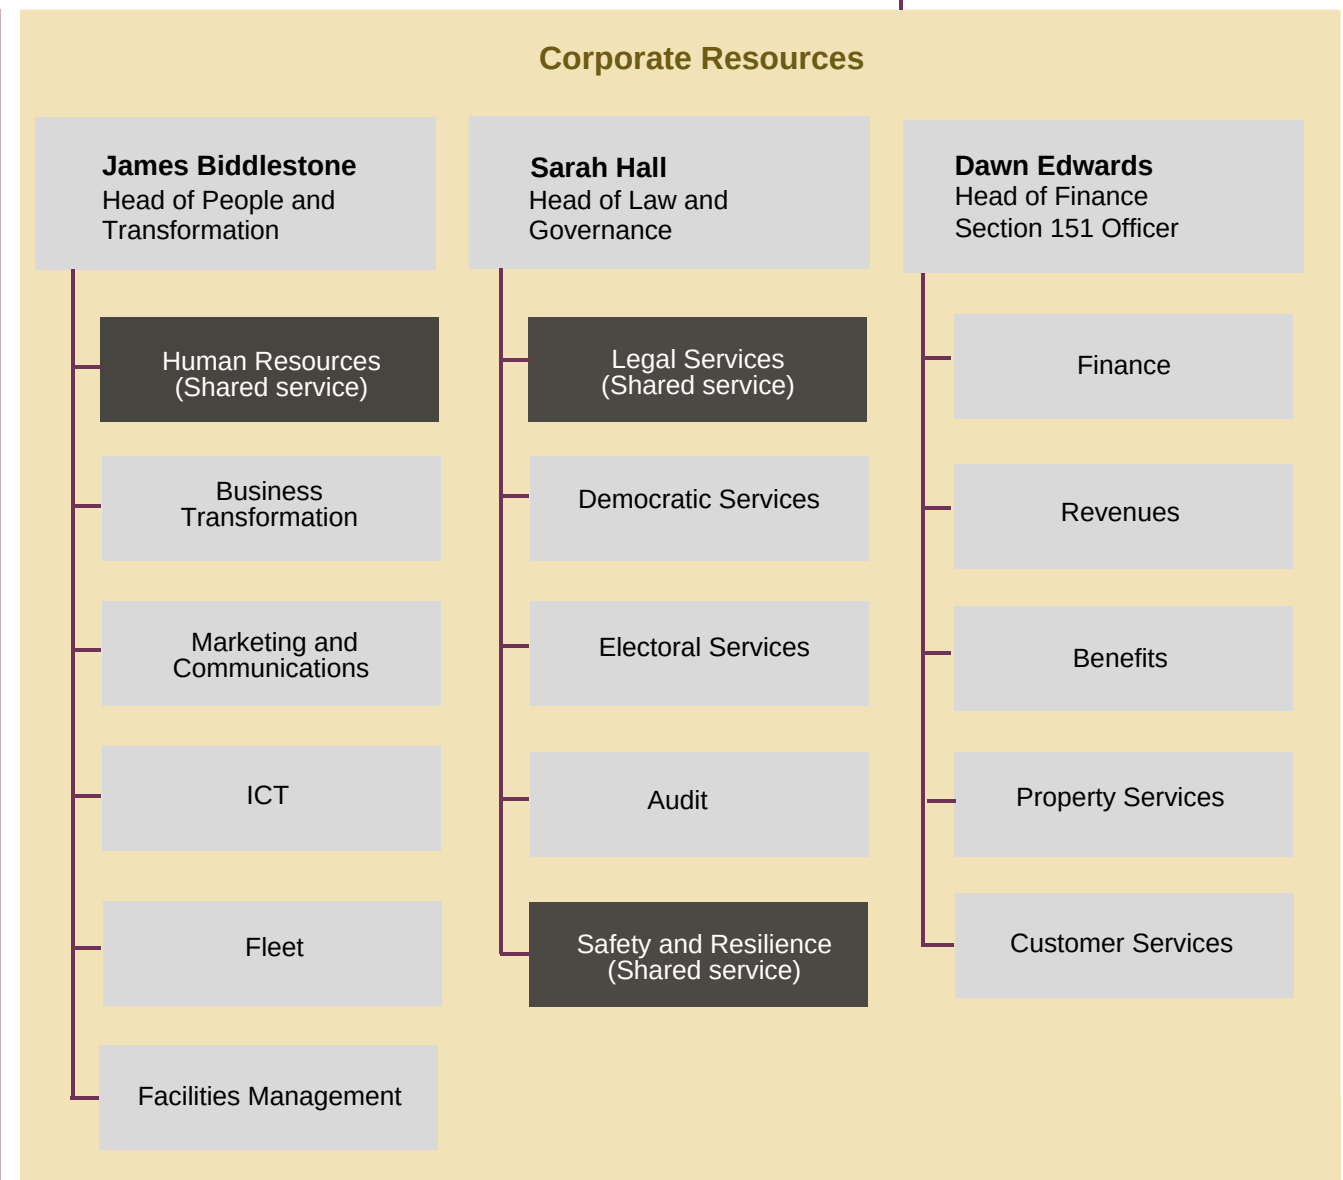 Corporate Resources
James Biddlestone
Head of People and
Transformation
Human Resources
(Shared service)
Business
Transformation
Marketing and
Communications
ICT
Fleet
Facilities Management
Sarah Hall
Head of Law and
Governance
Legal Services
(Shared service)
Democratic Services
Electoral Services
Audit
Safety and Resilience
(Shared service)
Dawn Edwards
Head of Finance
Section 151 Officer
Finance
Revenues
Benefits
Property Services
Customer Services